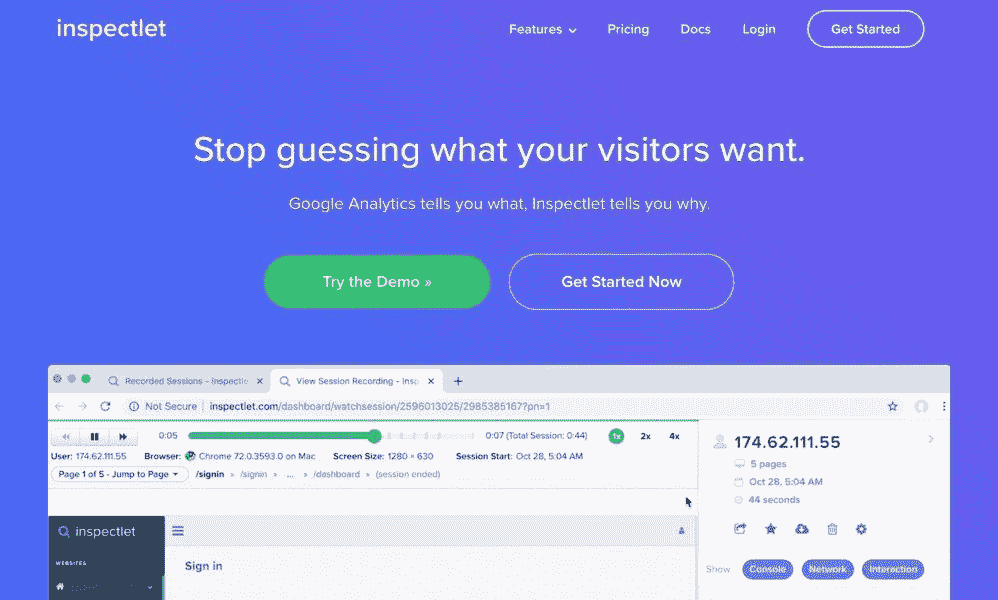 inspectlet
Features Pricing Docs Login Get Started
Stop guessing what your visitors want.
Google Analytics tells you what, Inspectlet tells you why.
Try the Demo » Get Started Now
Recorded Sessions - Inspectle × View Session Recording - Insp × +
Not Secure | inspectlet.com/dashboard/watchsession/2596013025/2985385167?pn=1
0:05 0:07 (Total Session: 0:44) 1x 2x 4x
User: 174.62.111.55 Browser: Chrome 72.0.3593.0 on Mac Screen Size: 1280 × 630 Session Start: Oct 28, 5:04 AM
Page 1 of 5 - Jump to Page /signin » /signin » ... » /dashboard » (session ended)
174.62.111.55
5 pages
Oct 28, 5:04 AM
44 seconds
Show Console Network Interaction
inspectlet
WEBSITES
Sign in